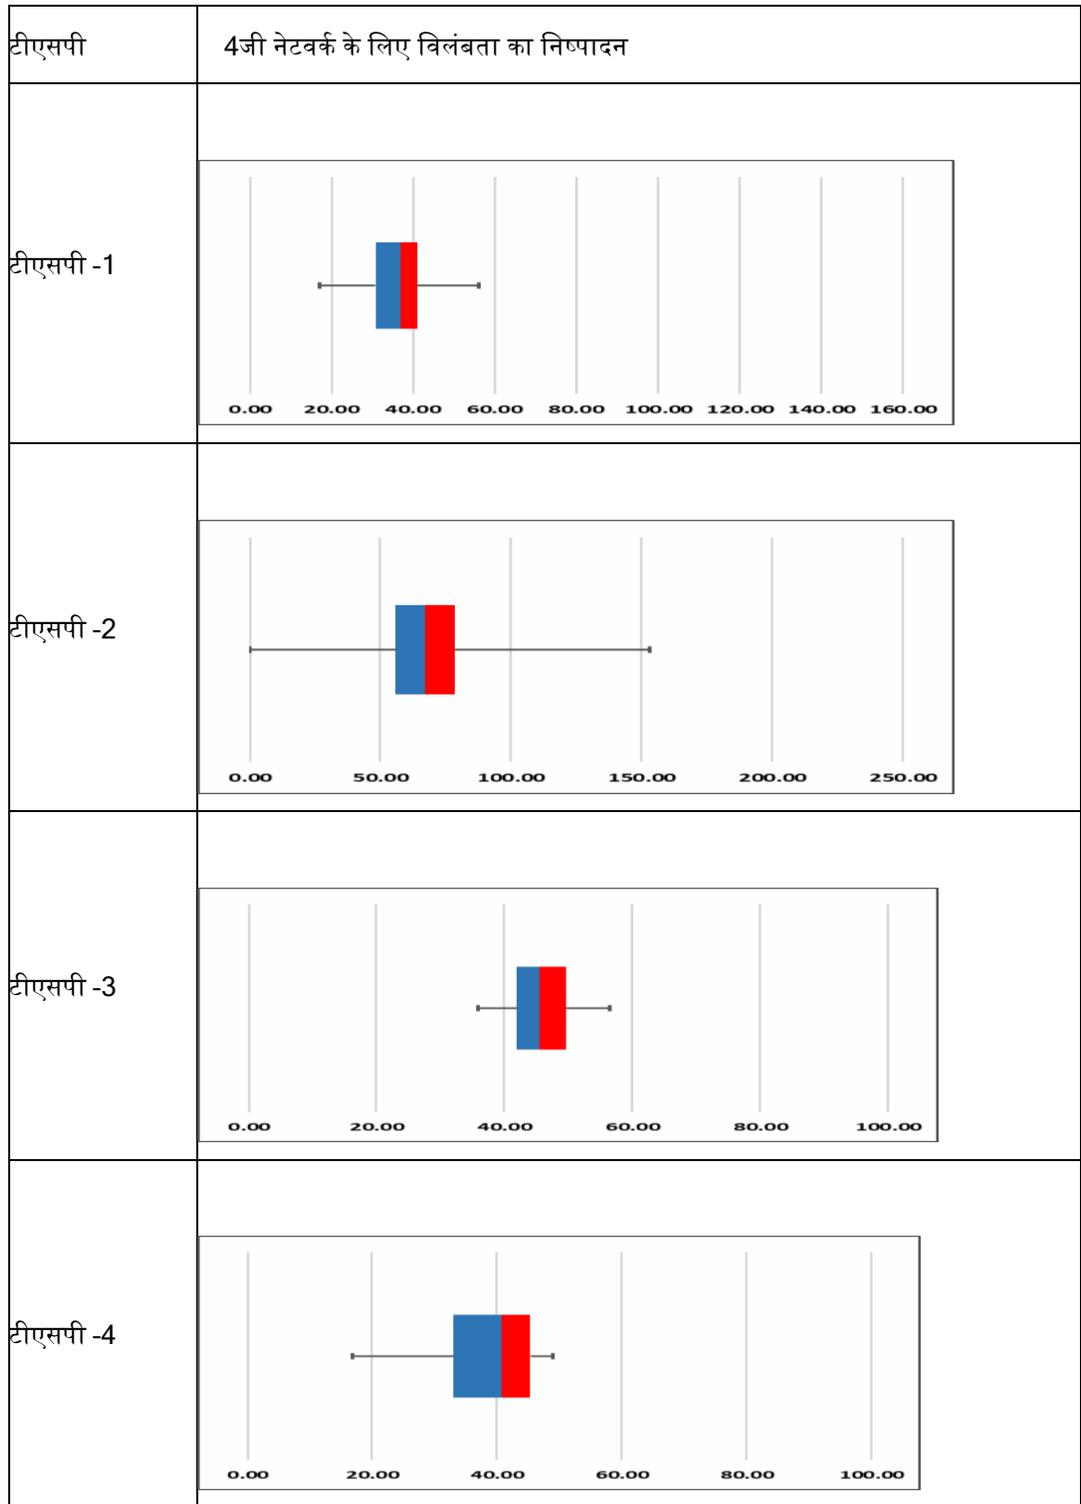 टीएसपी
4जी नेटवर्क के लिए विलंबता का निष्पादन
टीएसपी -1
0.00 20.00 40.00 60.00 80.00 100.00 120.00 140.00 160.00
टीएसपी -2
0.00 50.00 100.00 150.00 200.00 250.00
टीएसपी -3
0.00 20.00 40.00 60.00 80.00 100.00
टीएसपी -4
0.00 20.00 40.00 60.00 80.00 100.00